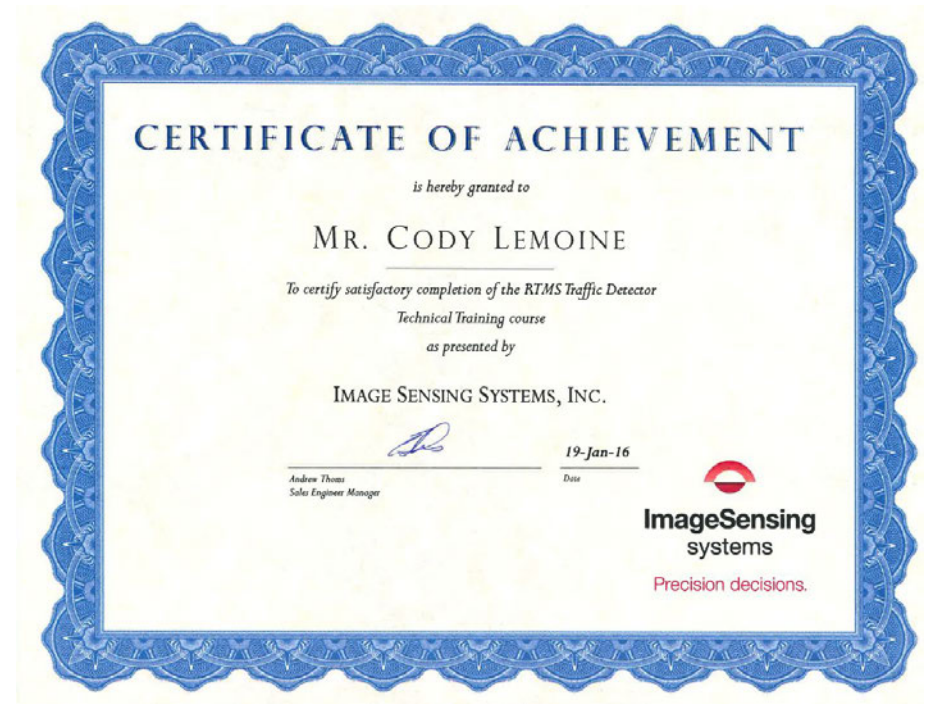 CERTIFICATE OF ACHIEVEMENT
is hereby granted to
MR. CODY LEMOINE
To certify satisfactory completion of the RTMS Traffic Detector
Technical Training course
as presented by
IMAGE SENSING SYSTEMS, INC.
19-Jan-16
Andrew Thoms
Date
Sales Engineer Manager
ImageSensing
systems
Precision decisions.